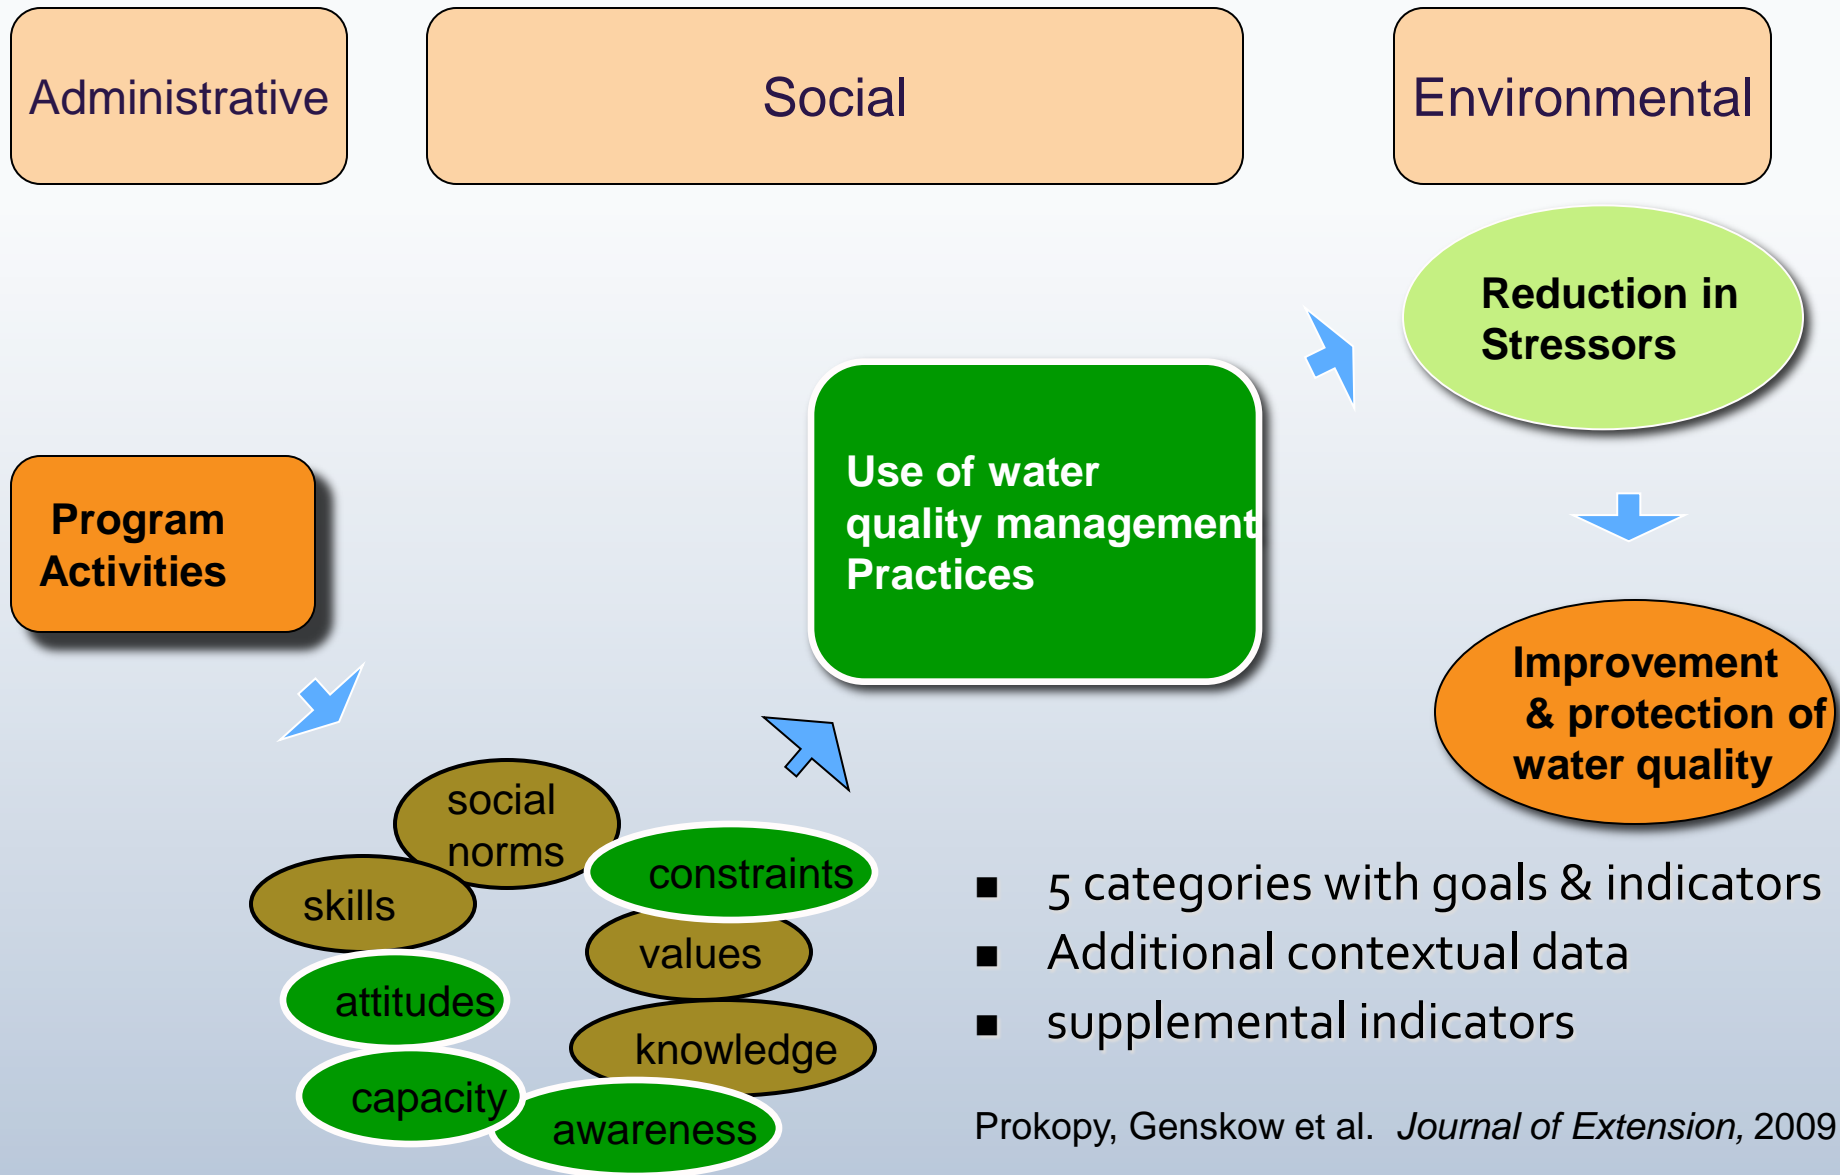 Administrative
Social
Environmental
Reduction in
Stressors
Use of water
quality management
Practices
Program
Activities
Improvement
& protection of
water quality
social
norms
constraints
skills
values
attitudes
knowledge
capacity
awareness
5 categories with goals & indicators
Additional contextual data
supplemental indicators
Prokopy, Genskow et al. Journal of Extension, 2009